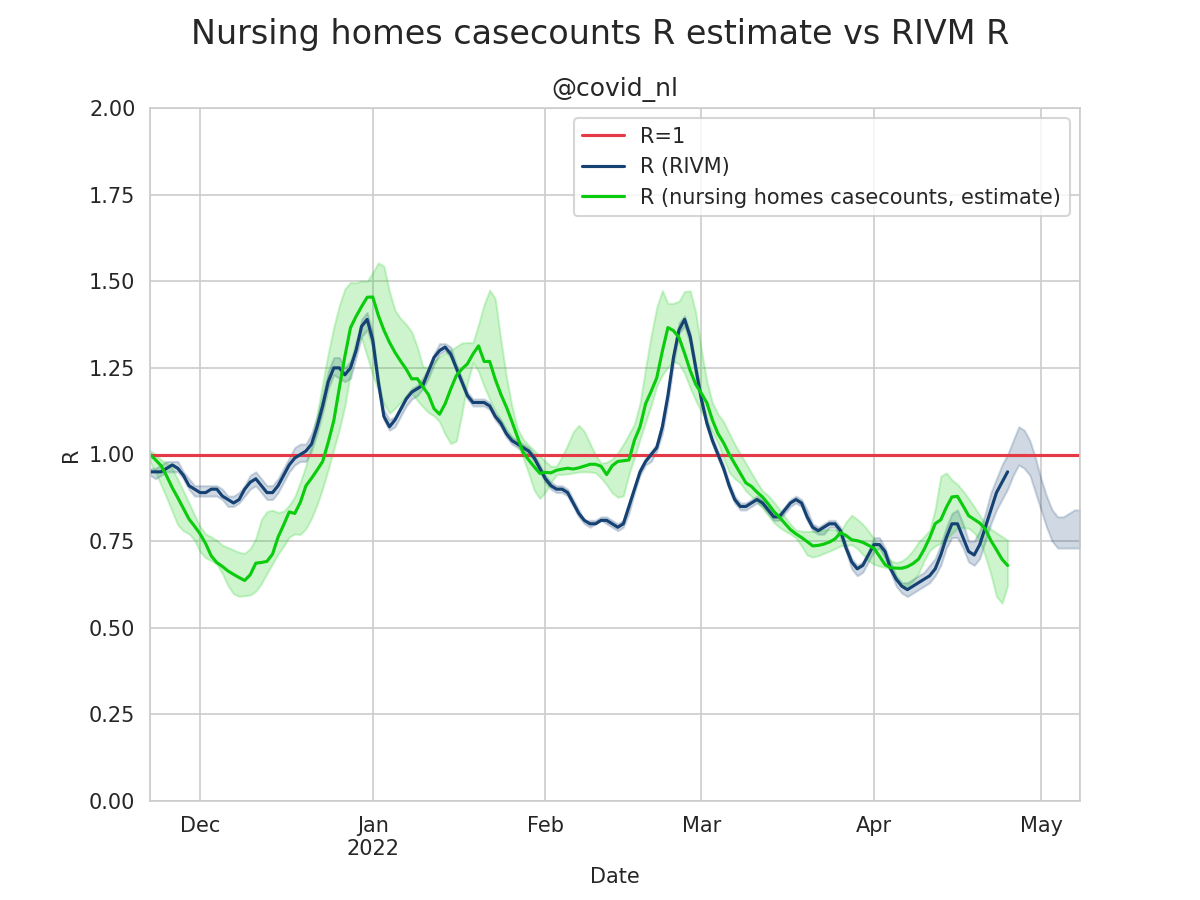 Nursing homes casecounts R estimate vs RIVM R
@covid_nl
2.00
R=1
R (RIVM)
1.75
R (nursing homes casecounts, estimate)
1.50
1.25
1.00
R
0.75
0.50
0.25
0.00
Dec Jan Feb Mar Apr May
2022
Date